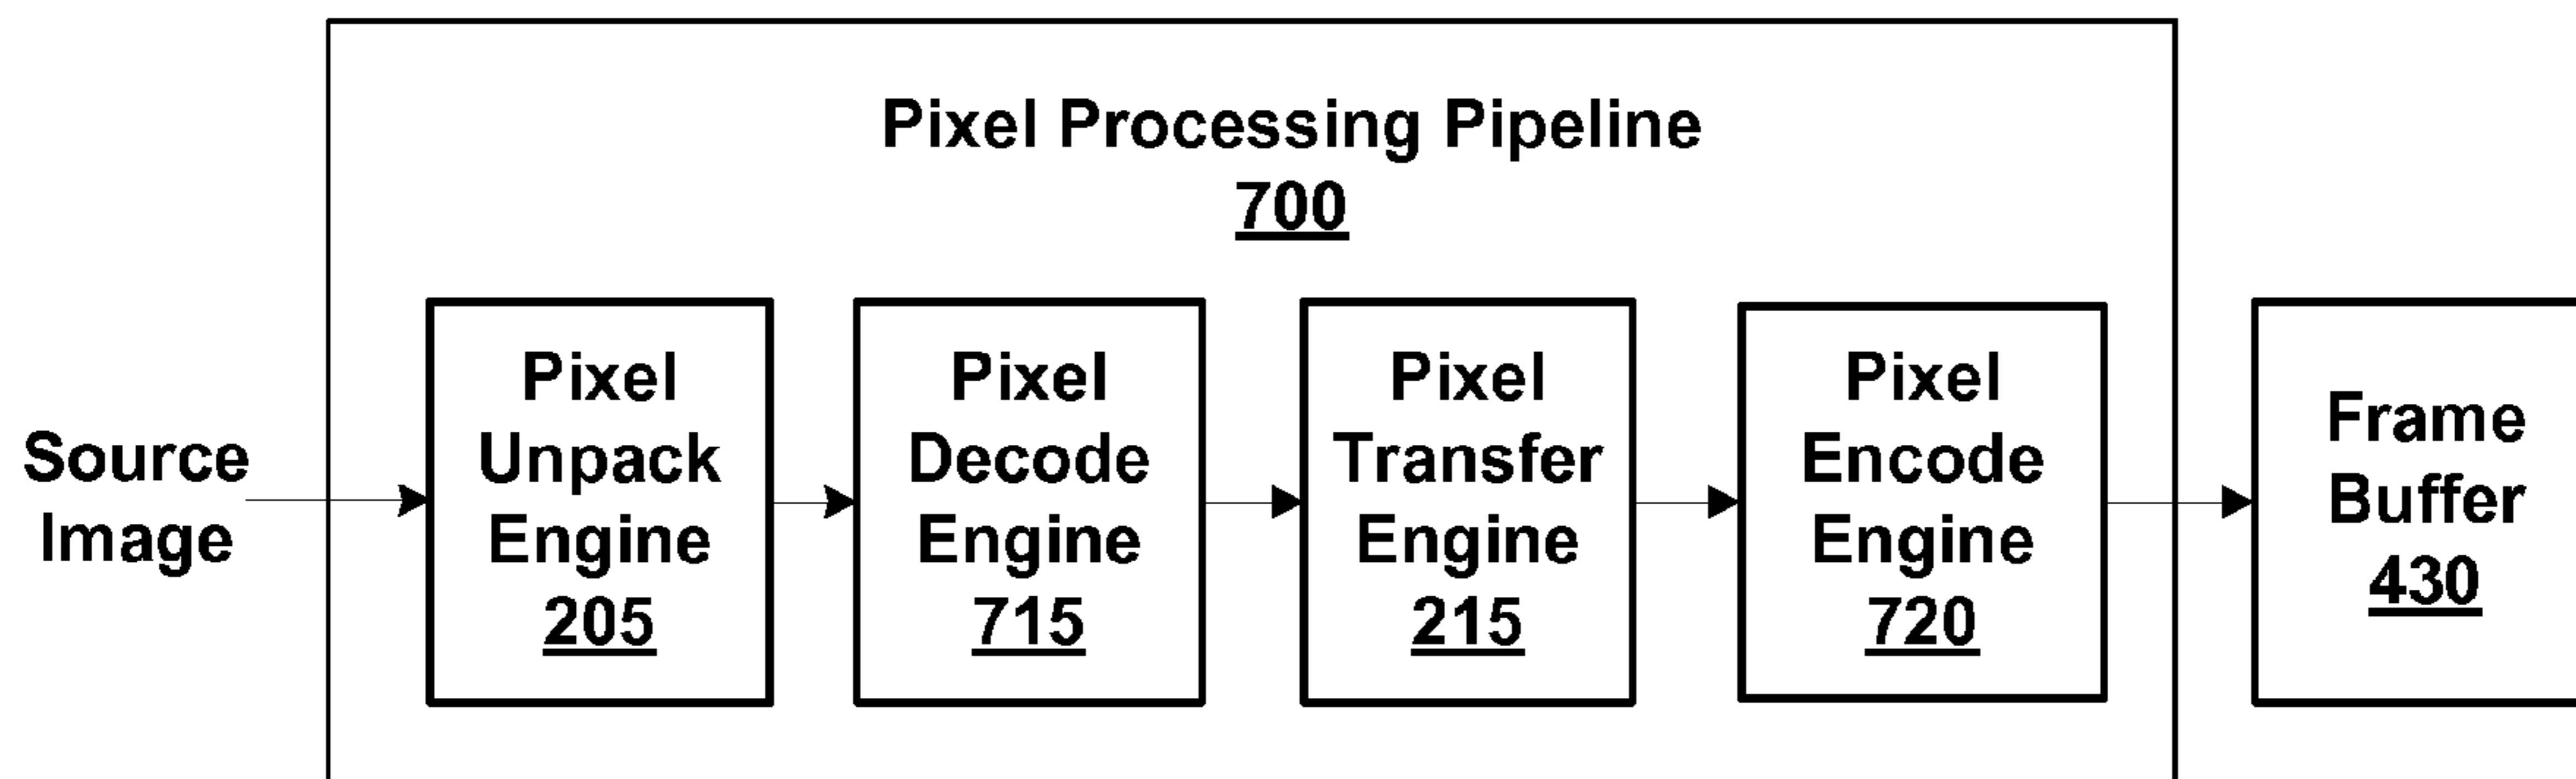 Pixel Processing Pipeline
700
Source
Image
Pixel
Unpack
Engine
205
Pixel
Decode
Engine
715
Pixel
Transfer
Engine
215
Pixel
Encode
Engine
720
Frame
Buffer
430